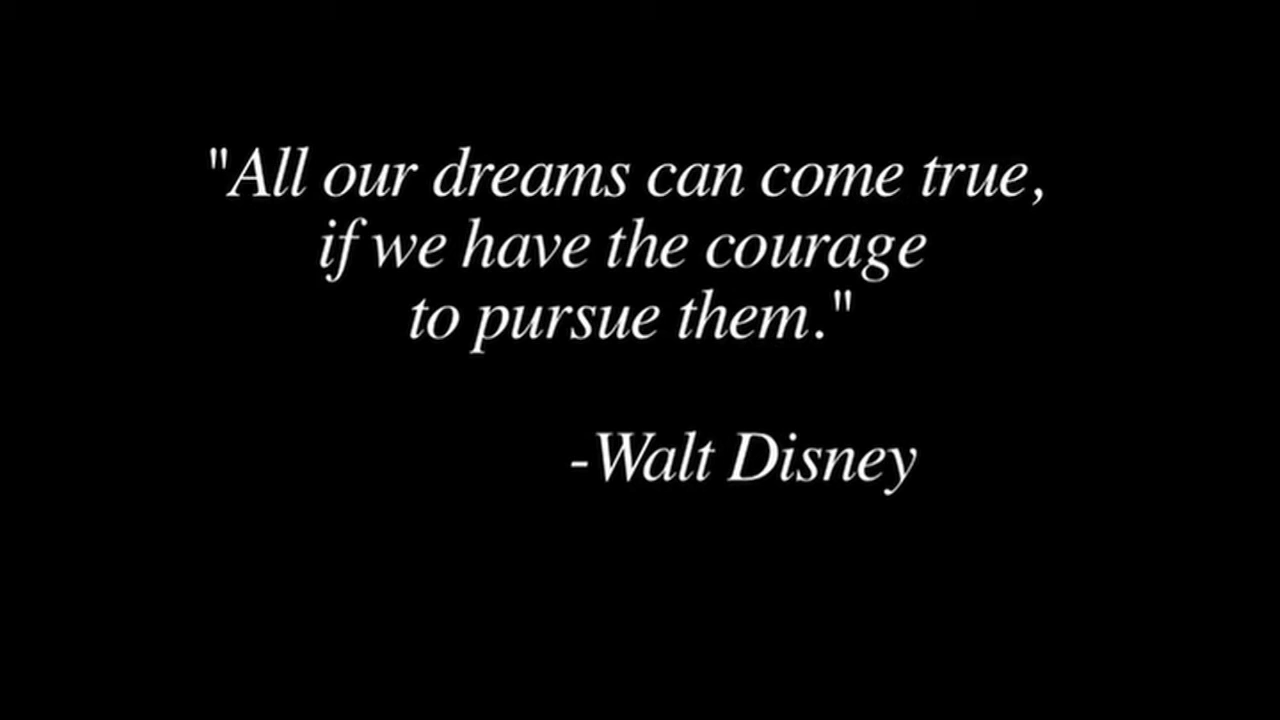 "All our dreams can come true,
if we have the courage
to pursue them."
-Walt Disney